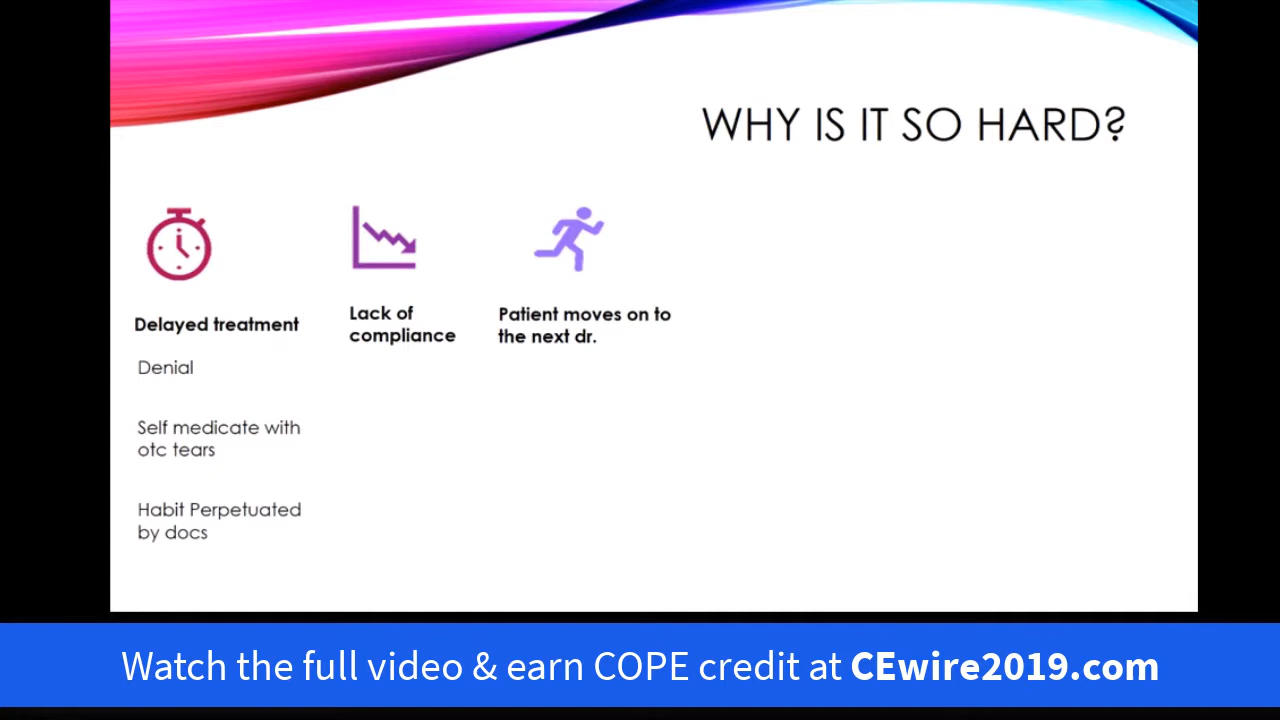 WHY IS IT SO HARD?
Delayed treatment
Denial
Self medicate with
otc tears
Habit Perpetuated
by docs
Lack of
compliance
Patient moves on to
the next dr.
Watch the full video & earn COPE credit at CEwire2019.com